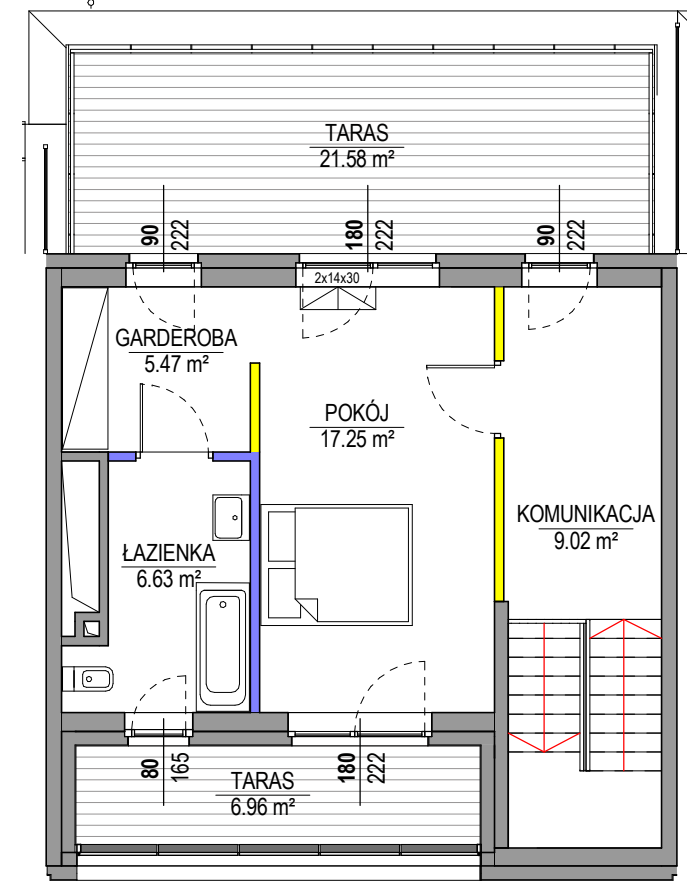 TARAS
21.58 m²
90
222
180
222
90
222
2x14x30
GARDEROBA
5.47 m²
POKÓJ
17.25 m²
KOMUNIKACJA
9.02 m²
ŁAZIENKA
6.63 m²
80
165
TARAS
6.96 m²
180
222